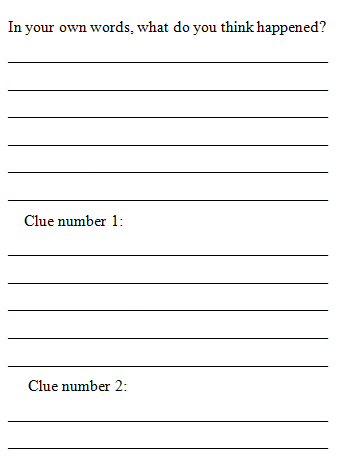 In your own words, what do you think happened?
Clue number 1:
Clue number 2: